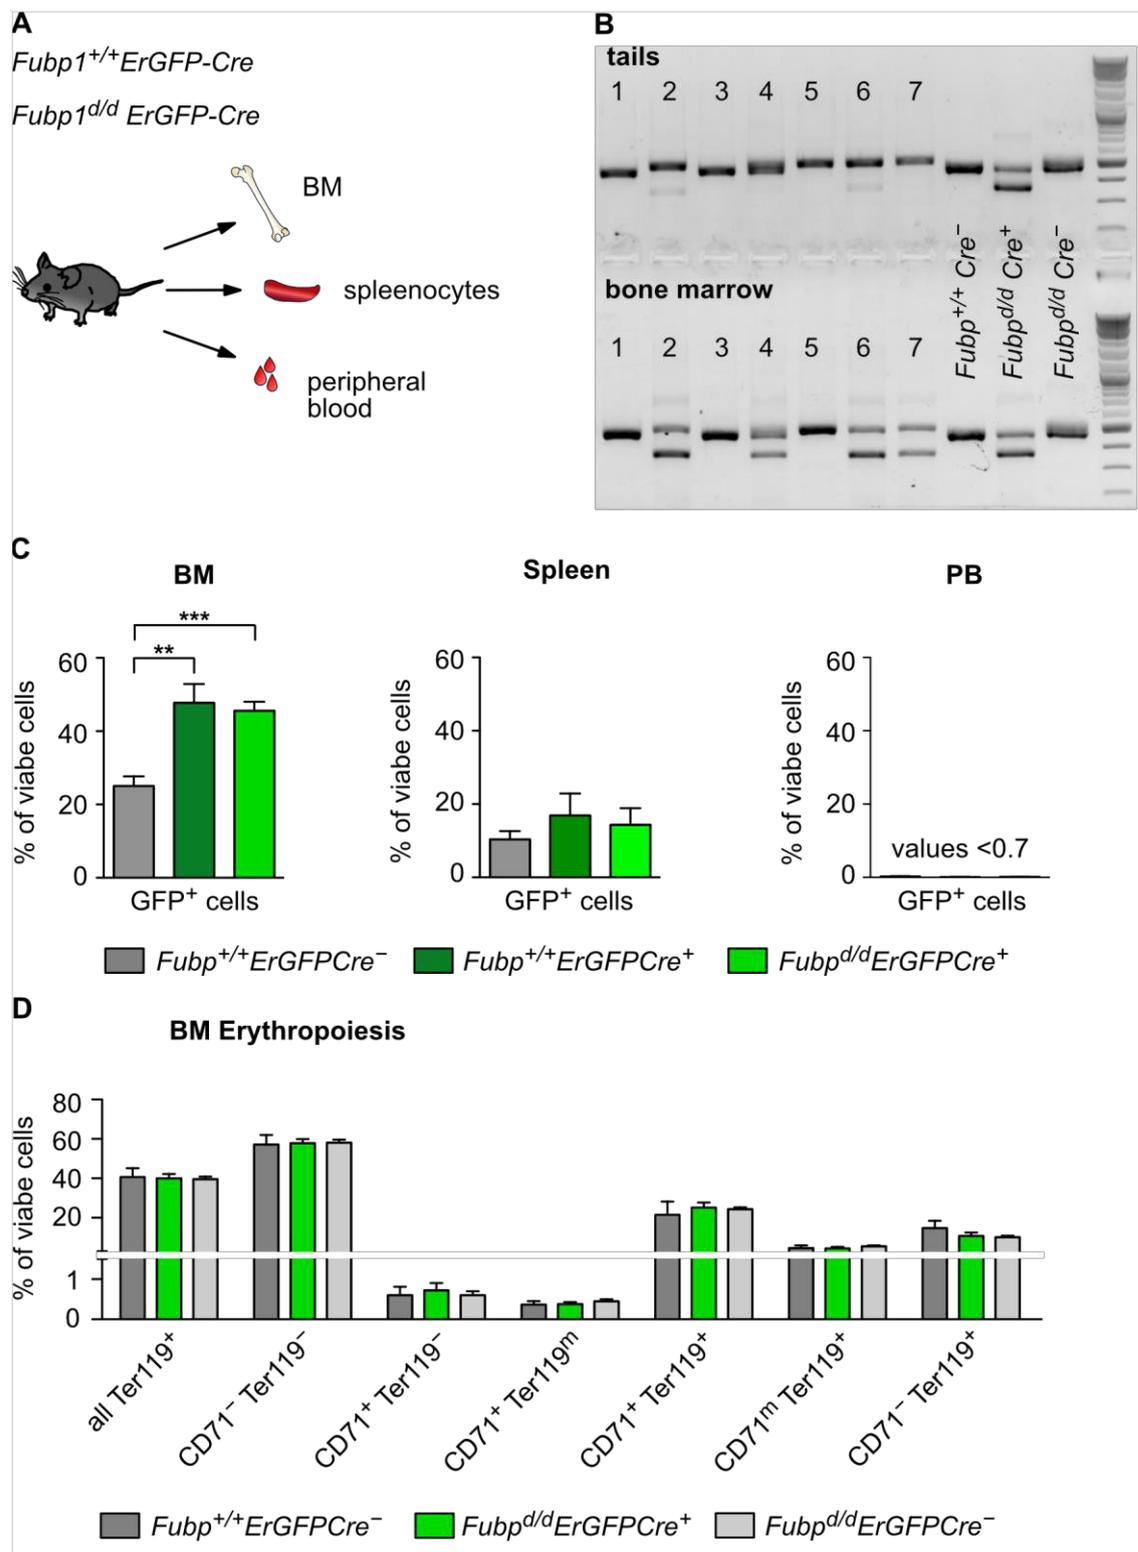 A
Fubp1+/+ErGFP-Cre
Fubp1d/d ErGFP-Cre
BM
spleenocytes
peripheral
blood
B
tails
1 2 3 4 5 6 7
Fubp+/+ Cre−
Fubpd/d Cre+
Fubpd/d Cre−
bone marrow
1 2 3 4 5 6 7
C
BM
***
**
% of viabe cells
60
40
20
0
GFP+ cells
Spleen
% of viabe cells
60
40
20
0
GFP+ cells
PB
% of viabe cells
60
40
20
0
values <0.7
GFP+ cells
Fubp+/+ErGFPCre− Fubp+/+ErGFPCre+ Fubpd/dErGFPCre+
D
BM Erythropoiesis
% of viabe cells
80
60
40
20
1
0
all Ter119+
CD71− Ter119−
CD71+ Ter119−
CD71+ Ter119m
CD71+ Ter119+
CD71m Ter119+
CD71− Ter119+
Fubp+/+ErGFPCre− Fubpd/dErGFPCre+ Fubpd/dErGFPCre−